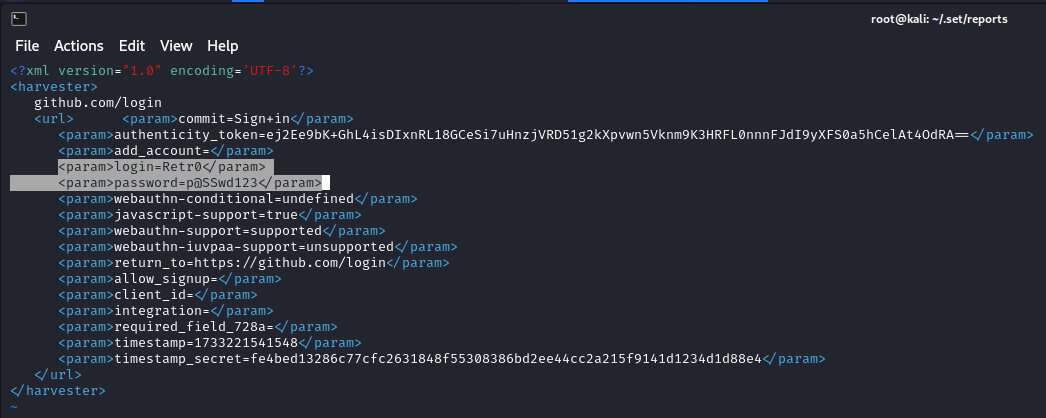 root@kali: ~/.set/reports
File Actions Edit View Help
<?xml version="1.0" encoding='UTF-8'?>
<harvester>
github.com/login
<url> <param>commit=Sign+in</param>
<param>authenticity_token=ej2Ee9bK+GhL4isDIxnRL18GCeSi7uHnzjVRD51g2kXpvwn5Vknm9K3HRFL0nnnFJdI9yXFS0a5hCelAt4OdRA==</param>
<param>add_account=</param>
<param>login=Retr0</param>
<param>password=p@SSwd123</param>
<param>webauthn-conditional=undefined</param>
<param>javascript-support=true</param>
<param>webauthn-support=supported</param>
<param>webauthn-iuvpaa-support=unsupported</param>
<param>return_to=https://github.com/login</param>
<param>allow_signup=</param>
<param>client_id=</param>
<param>integration=</param>
<param>required_field_728a=</param>
<param>timestamp=1733221541548</param>
<param>timestamp_secret=fe4bed13286c77cfc2631848f55308386bd2ee44cc2a215f9141d1234d1d88e4</param>
</url>
</harvester>
~